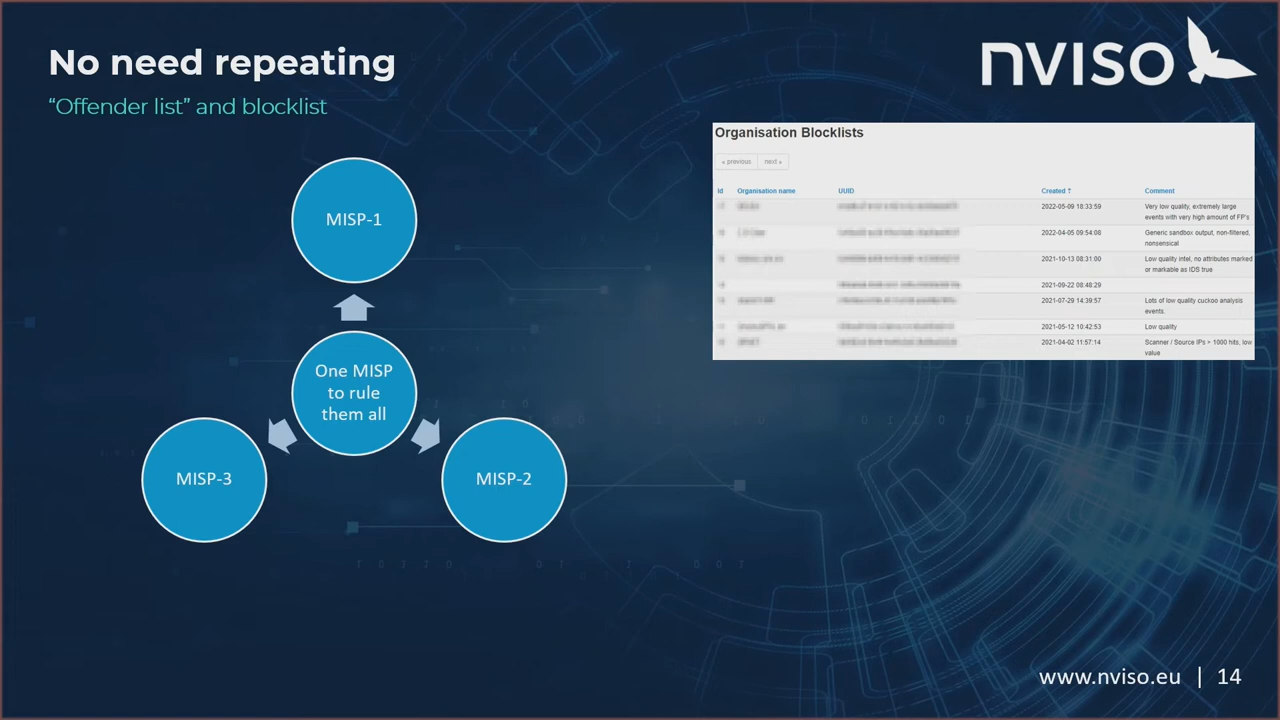 No need repeating
“Offender list” and blocklist
nviso
MISP-1
One MISP
to rule
them all
MISP-3
MISP-2
Organisation Blocklists
« previous next »
Id Organisation name UUID Created ↑ Comment
2022-05-09 18:33:59 Very low quality, extremely large
events with very high amount of FP's
2022-04-05 09:54:08 Generic sandbox output, non-filtered,
nonsensical
2021-10-13 08:31:00 Low quality intel, no attributes marked
or markable as IDS true
2021-09-22 08:48:29
2021-07-29 14:39:57 Lots of low quality cuckoo analysis
events.
2021-05-12 10:42:53 Low quality
2021-04-02 11:57:14 Scanner / Source IPs > 1000 hits, low
value
www.nviso.eu | 14